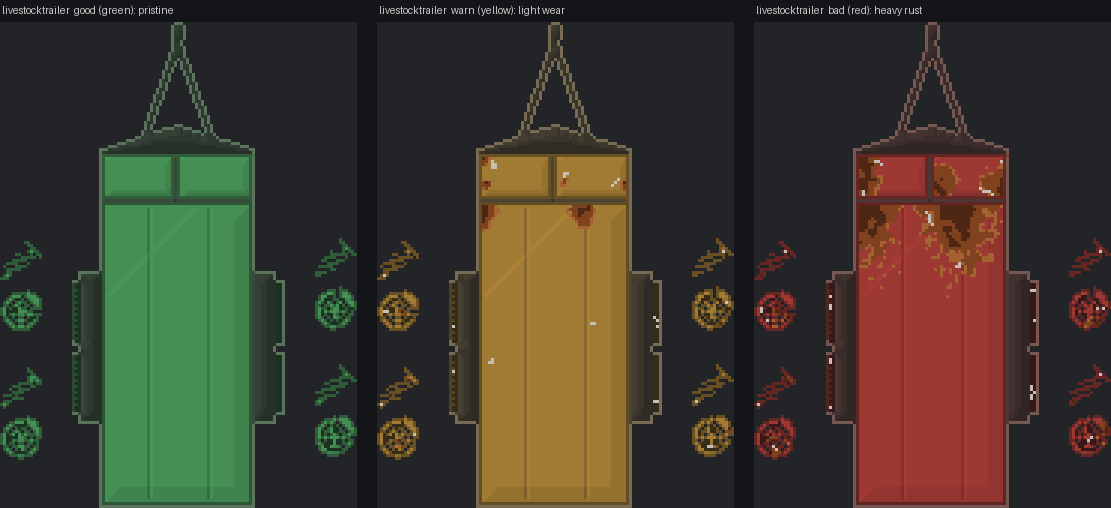 livestocktrailer good (green): pristine
livestocktrailer warn (yellow): light wear
livestocktrailer bad (red): heavy rust